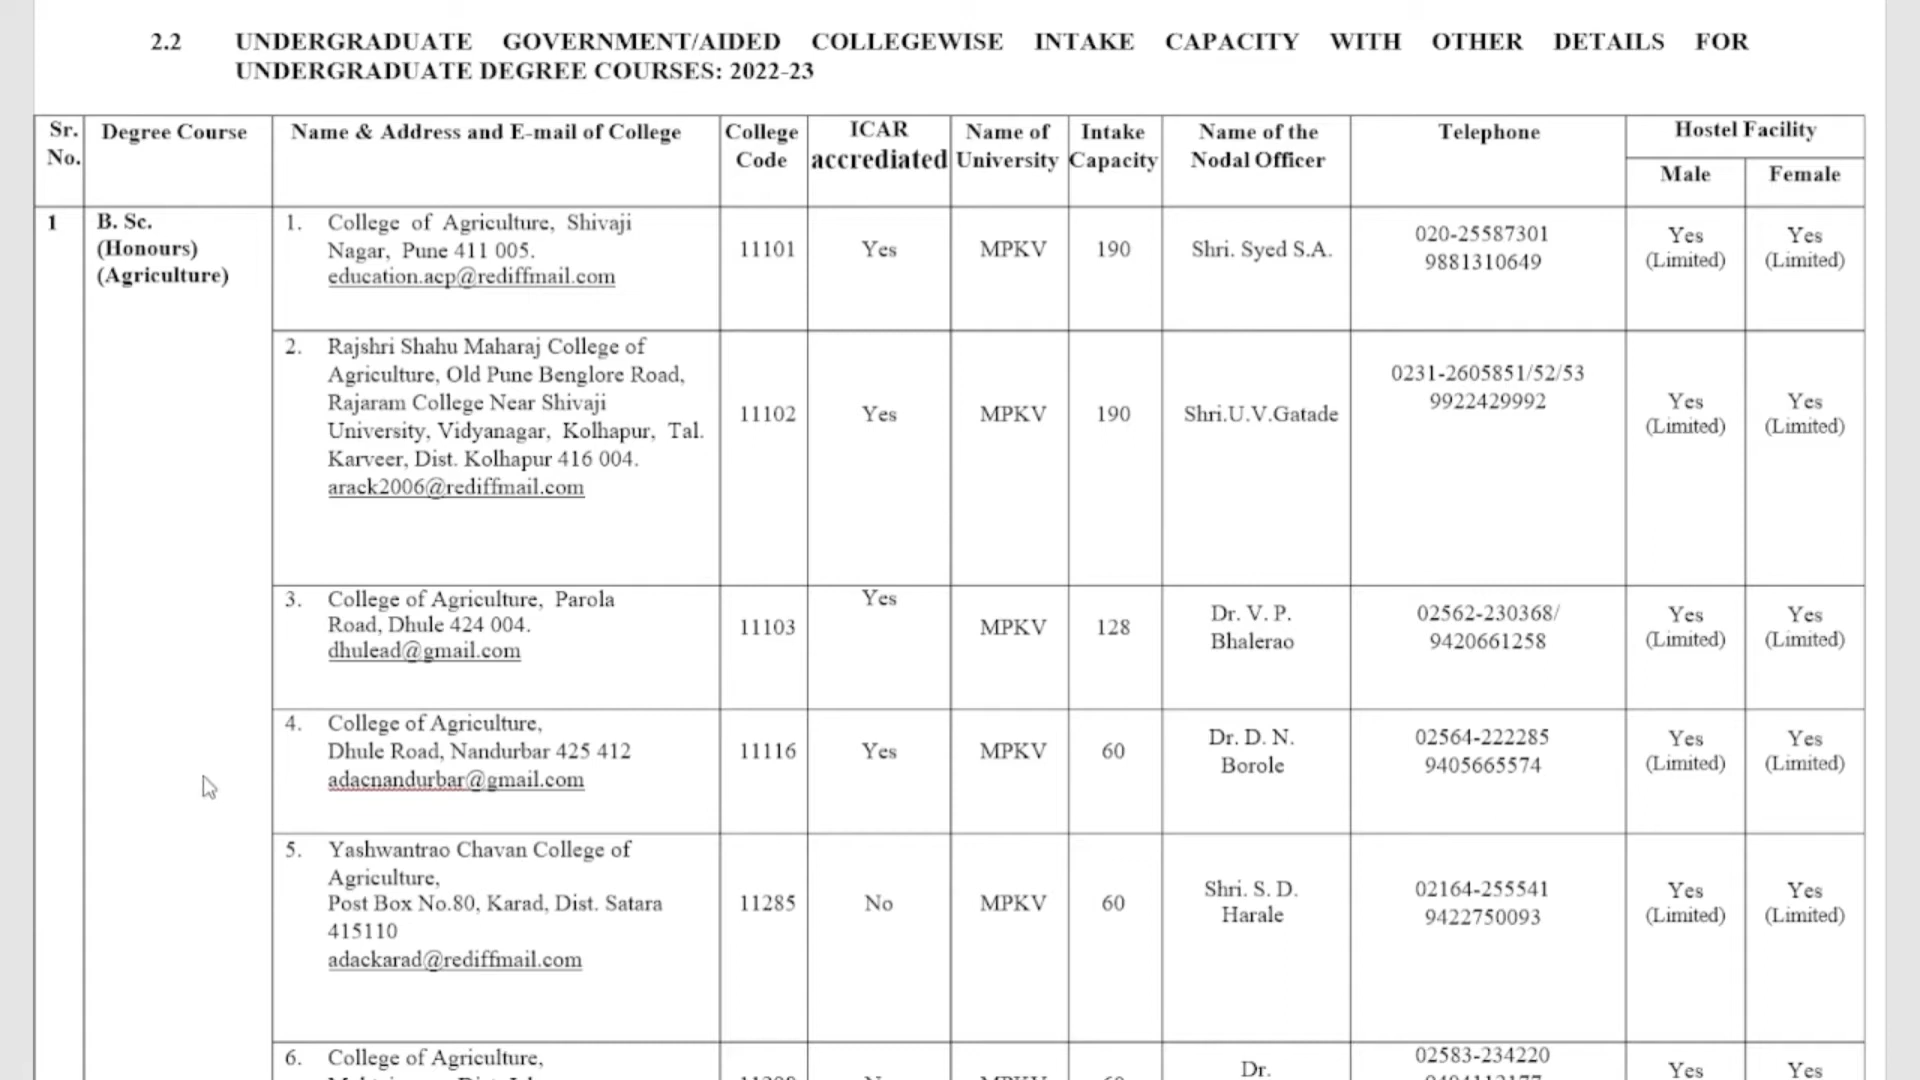 2.2 UNDERGRADUATE GOVERNMENT/AIDED COLLEGEWISE INTAKE CAPACITY WITH OTHER DETAILS FOR
UNDERGRADUATE DEGREE COURSES: 2022-23
Sr. No. Degree Course Name & Address and E-mail of College College Code ICAR accrediated Name of University Intake Capacity Name of the Nodal Officer Telephone Hostel Facility
Male Female
1 B. Sc. (Honours) (Agriculture)
1. College of Agriculture, Shivaji
Nagar, Pune 411 005.
education.acp@rediffmail.com
11101 Yes MPKV 190 Shri. Syed S.A.
020-25587301
9881310649
Yes (Limited) Yes (Limited)
2. Rajshri Shahu Maharaj College of
Agriculture, Old Pune Benglore Road,
Rajaram College Near Shivaji
University, Vidyanagar, Kolhapur, Tal.
Karveer, Dist. Kolhapur 416 004.
arack2006@rediffmail.com
11102 Yes MPKV 190 Shri.U.V.Gatade
0231-2605851/52/53
9922429992
Yes (Limited) Yes (Limited)
3. College of Agriculture, Parola
Road, Dhule 424 004.
dhulead@gmail.com
11103 Yes MPKV 128 Dr. V. P. Bhalerao
02562-230368/
9420661258
Yes (Limited) Yes (Limited)
4. College of Agriculture,
Dhule Road, Nandurbar 425 412
adacnandurbar@gmail.com
11116 Yes MPKV 60 Dr. D. N. Borole
02564-222285
9405665574
Yes (Limited) Yes (Limited)
5. Yashwantrao Chavan College of
Agriculture,
Post Box No.80, Karad, Dist. Satara
415110
adackarad@rediffmail.com
11285 No MPKV 60 Shri. S. D. Harale
02164-255541
9422750093
Yes (Limited) Yes (Limited)
6. College of Agriculture,
Dr.
02583-234220
Yes Yes